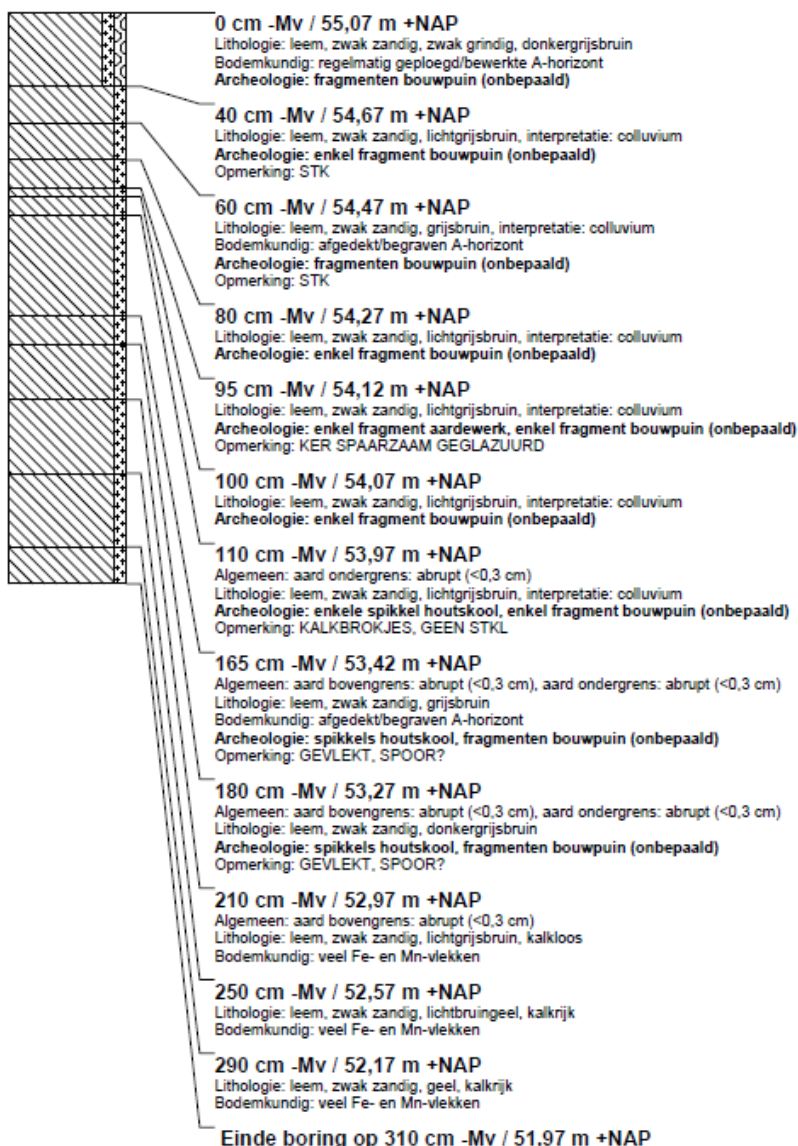 0 cm -Mv / 55,07 m +NAP
Lithologie: leem, zwak zandig, zwak grindig, donkergrijsbruin
Bodemkundig: regelmatig geploegd/bewerkte A-horizont
Archeologie: fragmenten bouwpuin (onbepaald)
40 cm -Mv / 54,67 m +NAP
Lithologie: leem, zwak zandig, lichtgrijsbruin, interpretatie: colluvium
Archeologie: enkel fragment bouwpuin (onbepaald)
Opmerking: STK
60 cm -Mv / 54,47 m +NAP
Lithologie: leem, zwak zandig, grijsbruin, interpretatie: colluvium
Bodemkundig: afgedekt/begraven A-horizont
Archeologie: fragmenten bouwpuin (onbepaald)
Opmerking: STK
80 cm -Mv / 54,27 m +NAP
Lithologie: leem, zwak zandig, lichtgrijsbruin, interpretatie: colluvium
Archeologie: enkel fragment bouwpuin (onbepaald)
95 cm -Mv / 54,12 m +NAP
Lithologie: leem, zwak zandig, lichtgrijsbruin, interpretatie: colluvium
Archeologie: enkel fragment aardewerk, enkel fragment bouwpuin (onbepaald)
Opmerking: KER SPAARZAAM GEGLAZUURD
100 cm -Mv / 54,07 m +NAP
Lithologie: leem, zwak zandig, lichtgrijsbruin, interpretatie: colluvium
Archeologie: enkel fragment bouwpuin (onbepaald)
110 cm -Mv / 53,97 m +NAP
Algemeen: aard ondergrens: abrupt (<0,3 cm)
Lithologie: leem, zwak zandig, lichtgrijsbruin, interpretatie: colluvium
Archeologie: enkele spikkel houtskool, enkel fragment bouwpuin (onbepaald)
Opmerking: KALKBROKJES, GEEN STKL
165 cm -Mv / 53,42 m +NAP
Algemeen: aard bovengrens: abrupt (<0,3 cm), aard ondergrens: abrupt (<0,3 cm)
Lithologie: leem, zwak zandig, grijsbruin
Bodemkundig: afgedekt/begraven A-horizont
Archeologie: spikkels houtskool, fragmenten bouwpuin (onbepaald)
Opmerking: GEVLEKT, SPOOR?
180 cm -Mv / 53,27 m +NAP
Algemeen: aard bovengrens: abrupt (<0,3 cm), aard ondergrens: abrupt (<0,3 cm)
Lithologie: leem, zwak zandig, donkergrijsbruin
Archeologie: spikkels houtskool, fragmenten bouwpuin (onbepaald)
Opmerking: GEVLEKT, SPOOR?
210 cm -Mv / 52,97 m +NAP
Algemeen: aard bovengrens: abrupt (<0,3 cm)
Lithologie: leem, zwak zandig, lichtgrijsbruin, kalkloos
Bodemkundig: veel Fe- en Mn-vlekken
250 cm -Mv / 52,57 m +NAP
Lithologie: leem, zwak zandig, lichtbruingeel, kalkrijk
Bodemkundig: veel Fe- en Mn-vlekken
290 cm -Mv / 52,17 m +NAP
Lithologie: leem, zwak zandig, geel, kalkrijk
Bodemkundig: veel Fe- en Mn-vlekken
Einde boring op 310 cm -Mv / 51,97 m +NAP